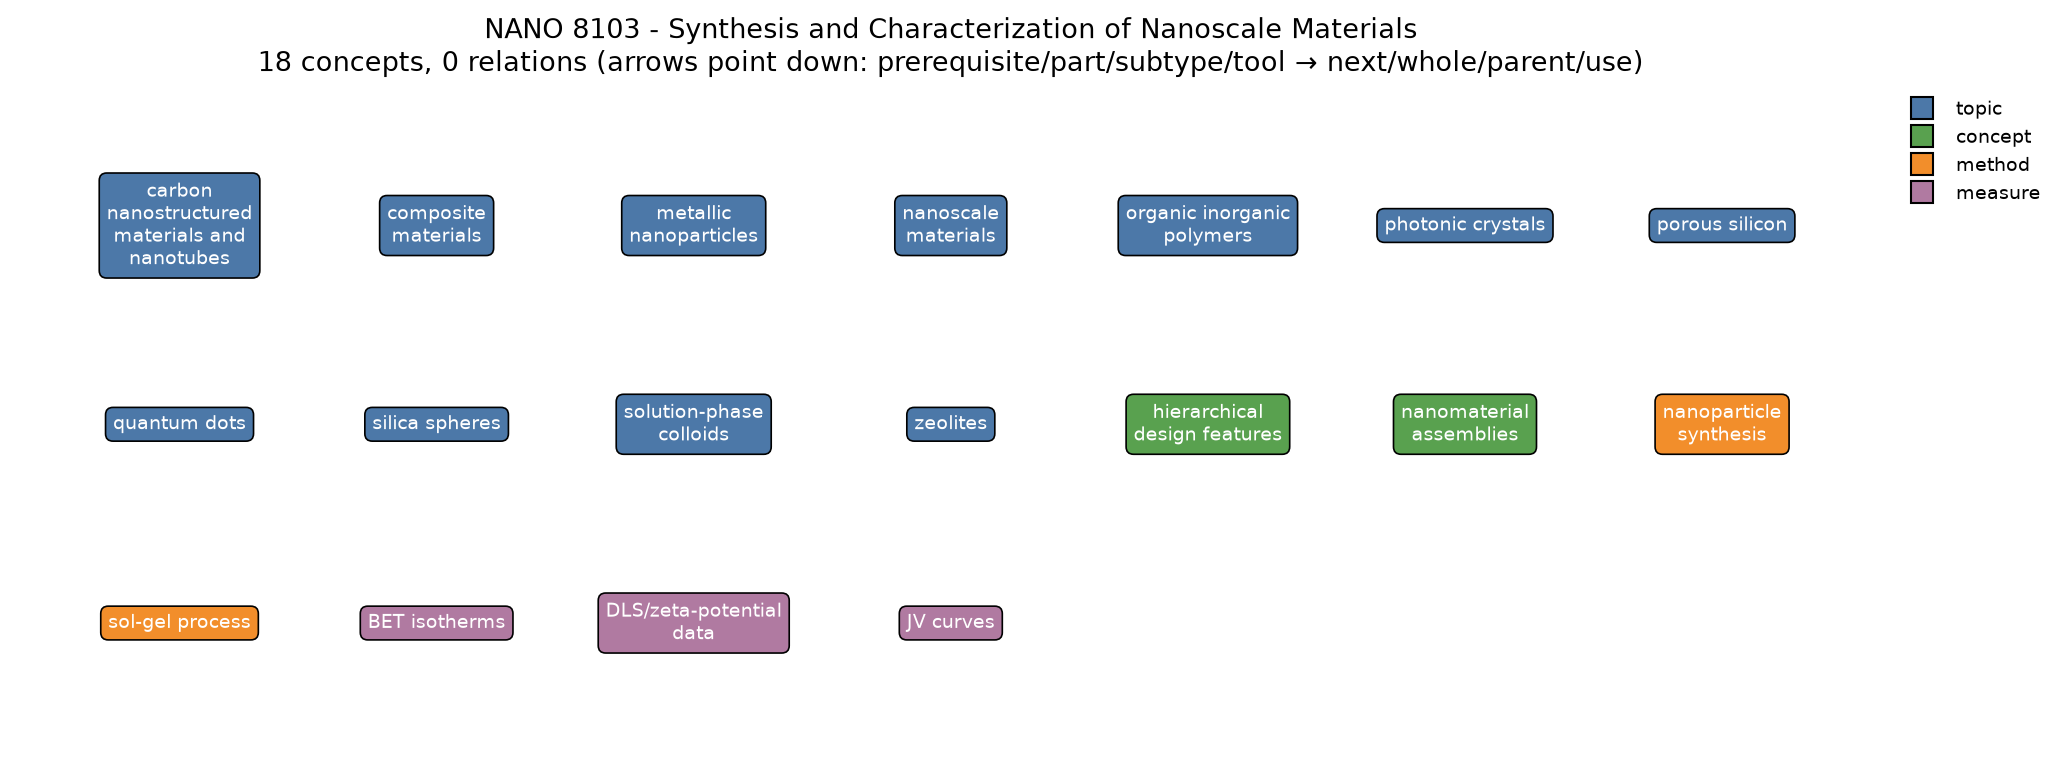 NANO 8103 - Synthesis and Characterization of Nanoscale Materials
18 concepts, 0 relations (arrows point down: prerequisite/part/subtype/tool → next/whole/parent/use)
topic
concept
method
measure
carbon
nanostructured
materials and
nanotubes
composite
materials
metallic
nanoparticles
nanoscale
materials
organic inorganic
polymers
photonic crystals
porous silicon
quantum dots
silica spheres
solution-phase
colloids
zeolites
hierarchical
design features
nanomaterial
assemblies
nanoparticle
synthesis
sol-gel process
BET isotherms
DLS/zeta-potential
data
JV curves